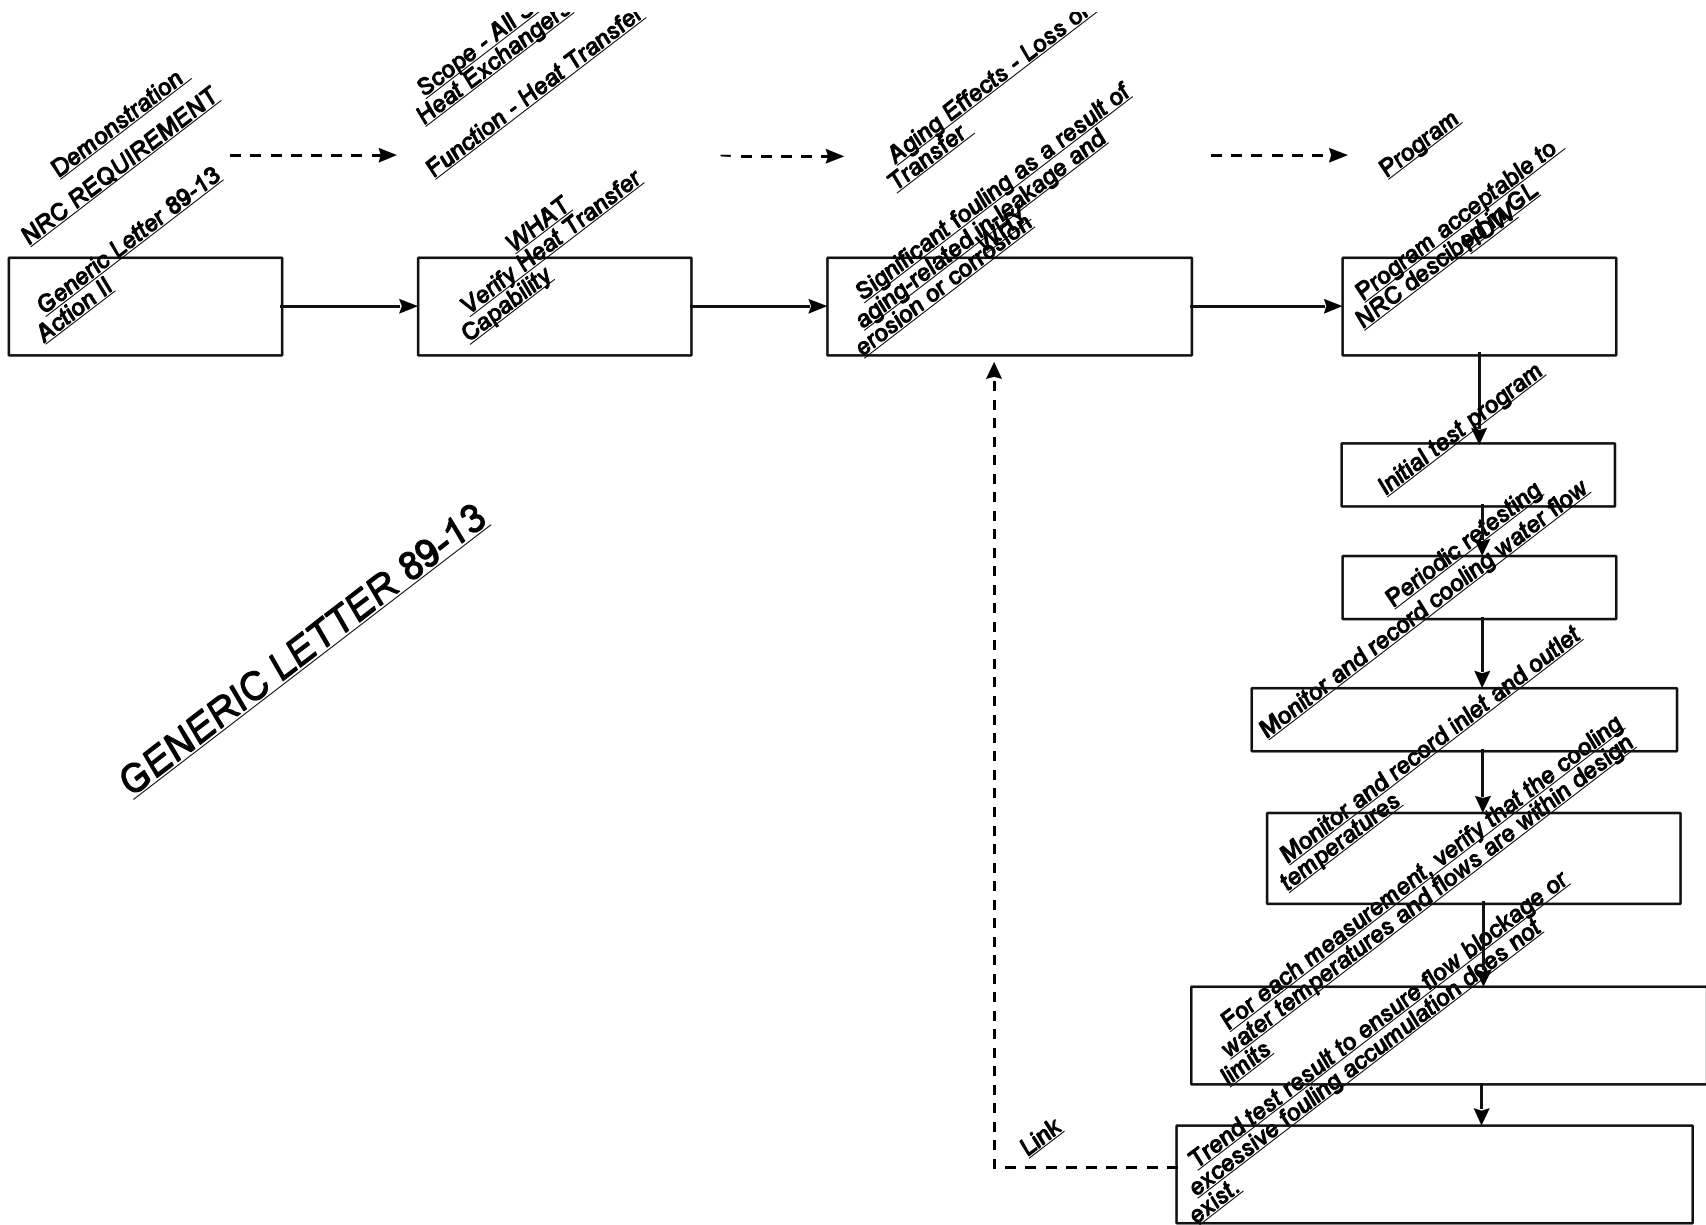 Demonstration
Scope - All
Heat Exchangers
Function - Heat Transfer
Aging Effects - Loss of
Transfer
Program
NRC REQUIREMENT
WHAT
WHY
HOW
Generic Letter 89-13
Action II
Verify Heat Transfer
Capability
Significant fouling as a result of
aging-related in-leakage and
erosion or corrosion
Program acceptable to
NRC descibed in GL
Initial test program
Periodic retesting
Monitor and record cooling water flow
Monitor and record inlet and outlet
temperatures
For each measurement, verify that the cooling
water temperatures and flows are within design
limits
Trend test result to ensure flow blockage or
excessive fouling accumulation does not
exist.
Link
GENERIC LETTER 89-13